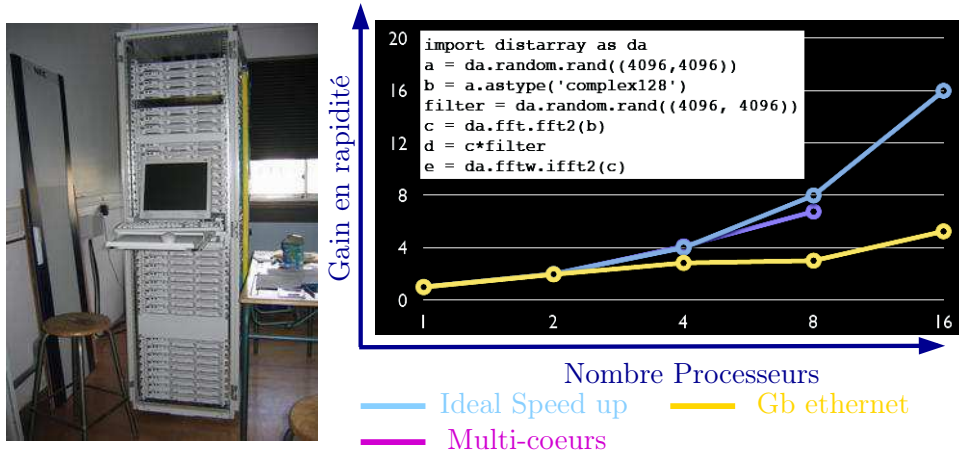 Gain en rapidité
20
16
12
8
4
0
import distarray as da
a = da.random.rand((4096,4096))
b = a.astype('complex128')
filter = da.random.rand((4096, 4096))
c = da.fft.fft2(b)
d = c*filter
e = da.fftw.ifft2(c)
1 2 4 8 16
Nombre Processeurs
Ideal Speed up Gb ethernet
Multi-coeurs